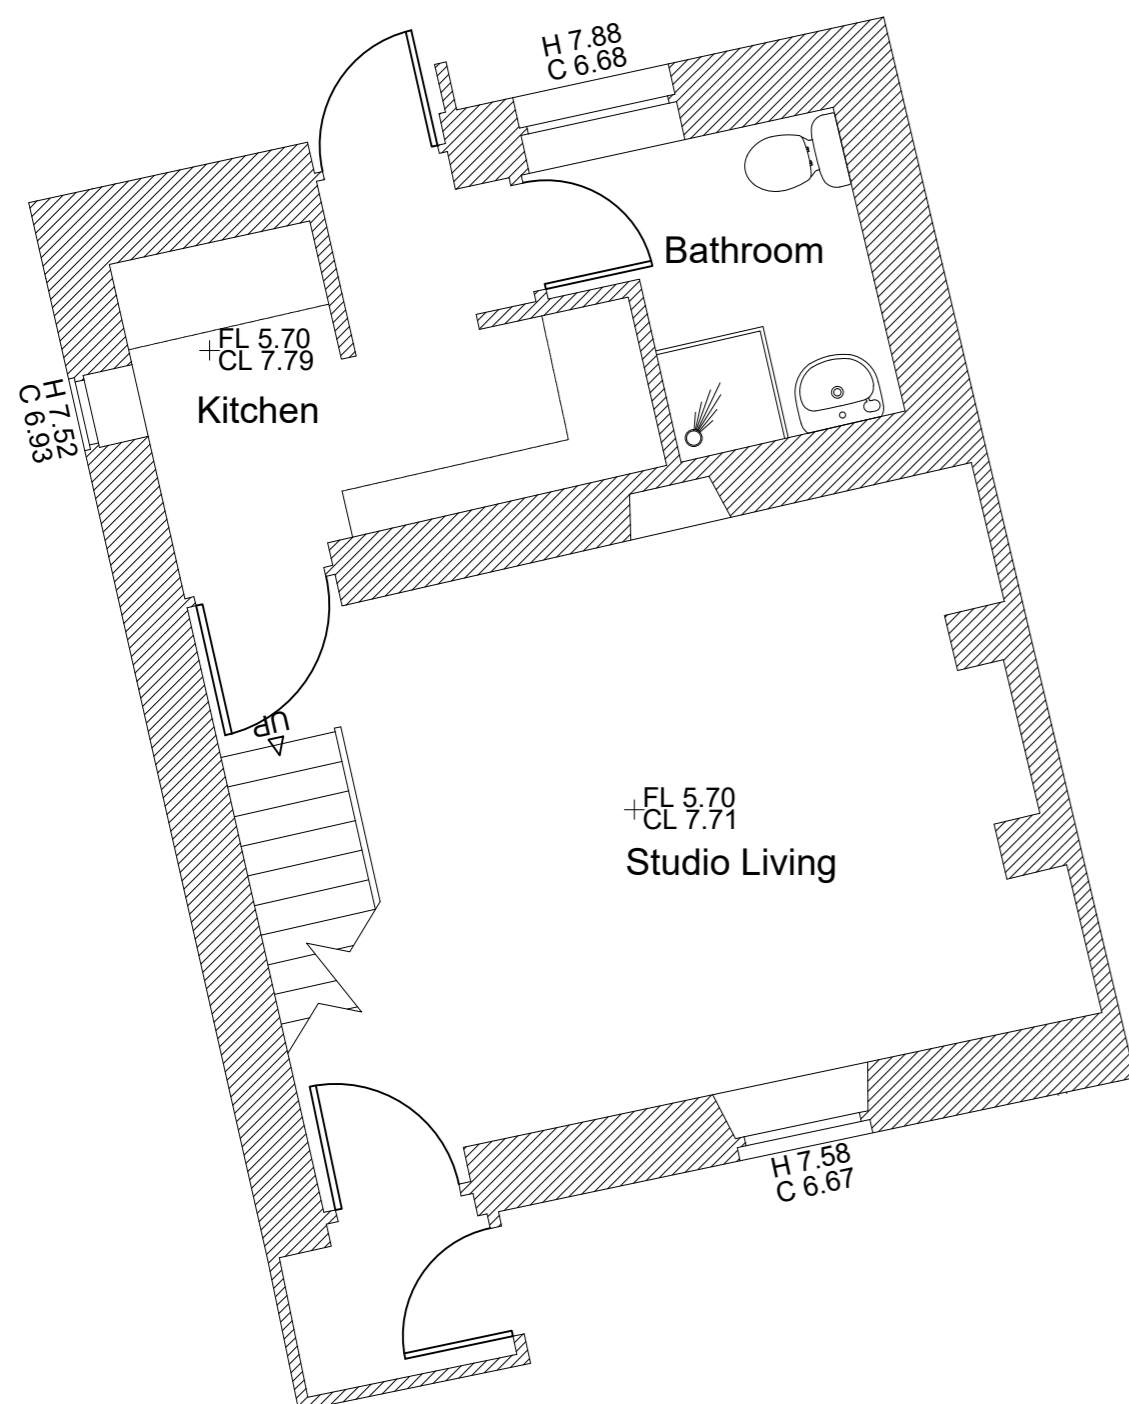 H 7.88
C 6.68
Bathroom
FL 5.70
CL 7.79
Kitchen
H 7.52
C 6.93
UP
FL 5.70
CL 7.71
Studio Living
H 7.58
C 6.67